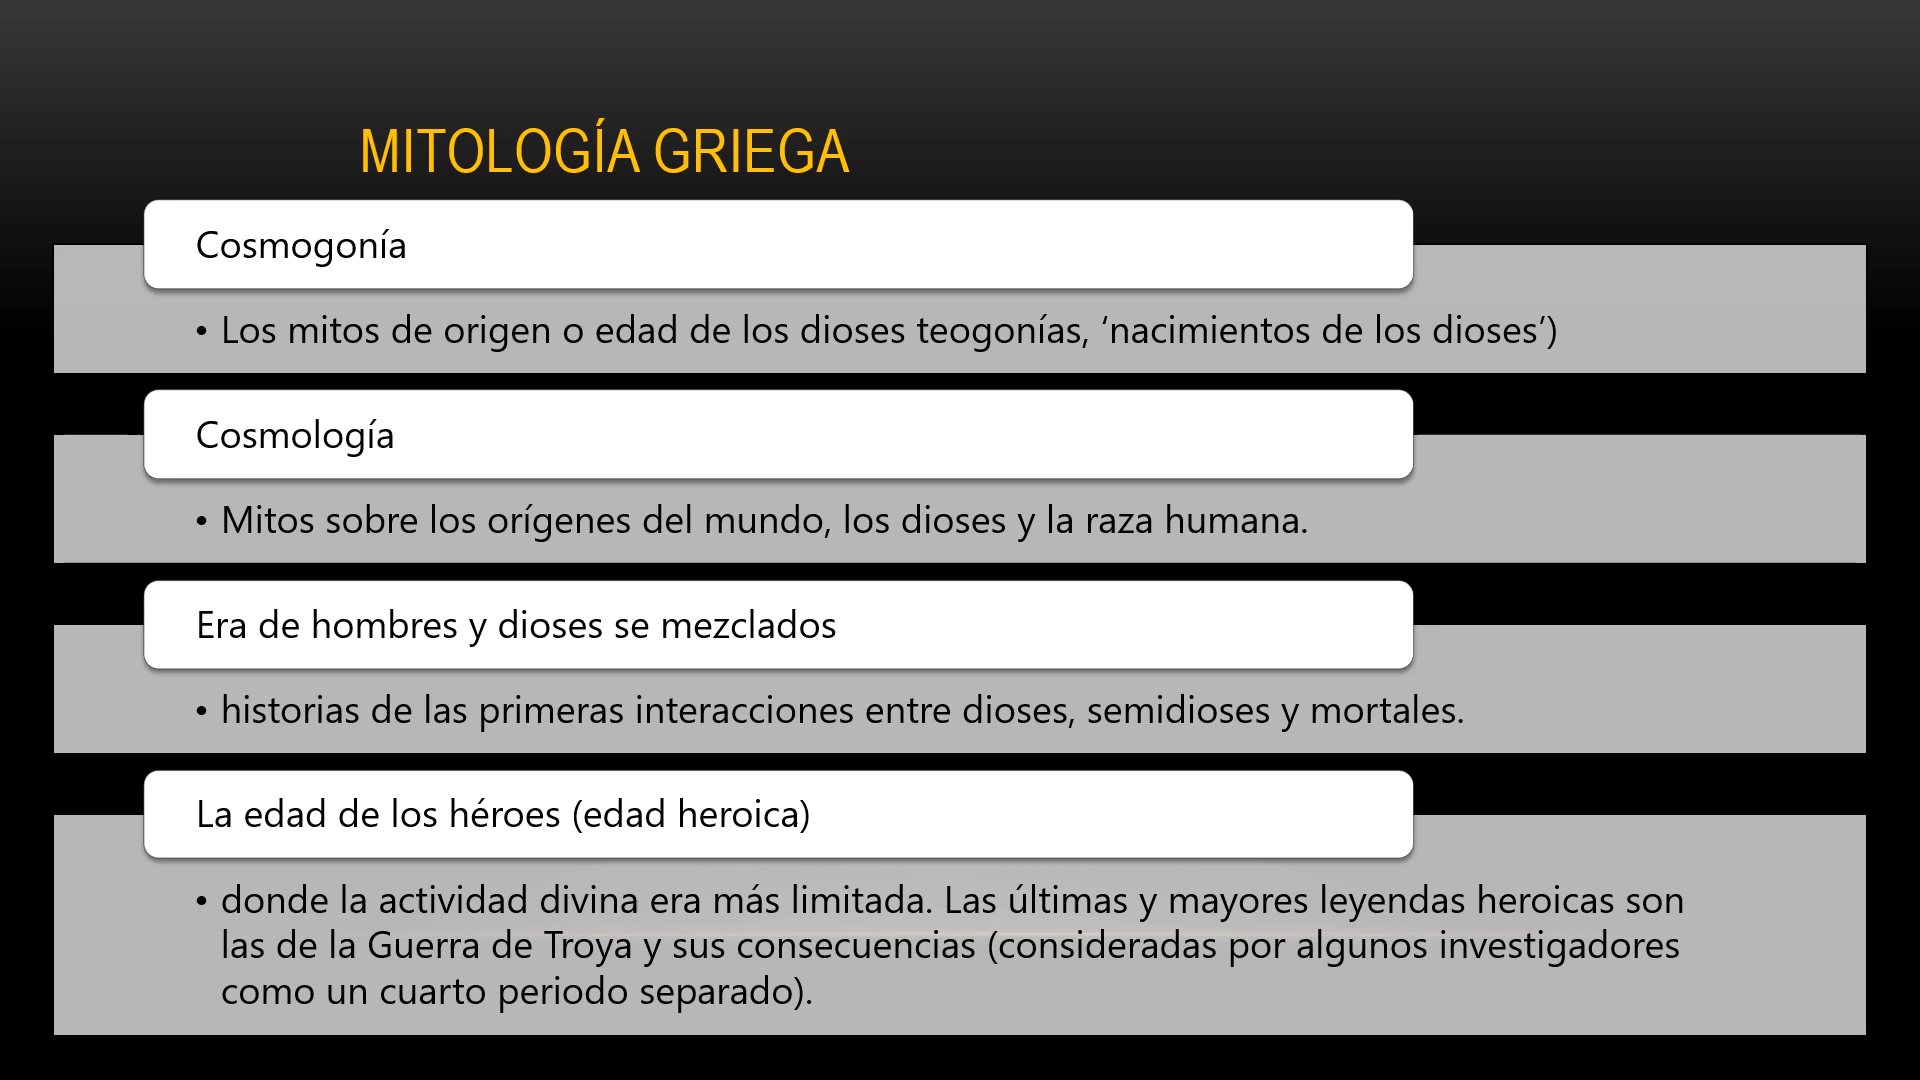 MITOLOGÍA GRIEGA
Cosmogonía
• Los mitos de origen o edad de los dioses teogonías, ‘nacimientos de los dioses’)
Cosmología
• Mitos sobre los orígenes del mundo, los dioses y la raza humana.
Era de hombres y dioses se mezclados
• historias de las primeras interacciones entre dioses, semidioses y mortales.
La edad de los héroes (edad heroica)
• donde la actividad divina era más limitada. Las últimas y mayores leyendas heroicas son
las de la Guerra de Troya y sus consecuencias (consideradas por algunos investigadores
como un cuarto periodo separado).